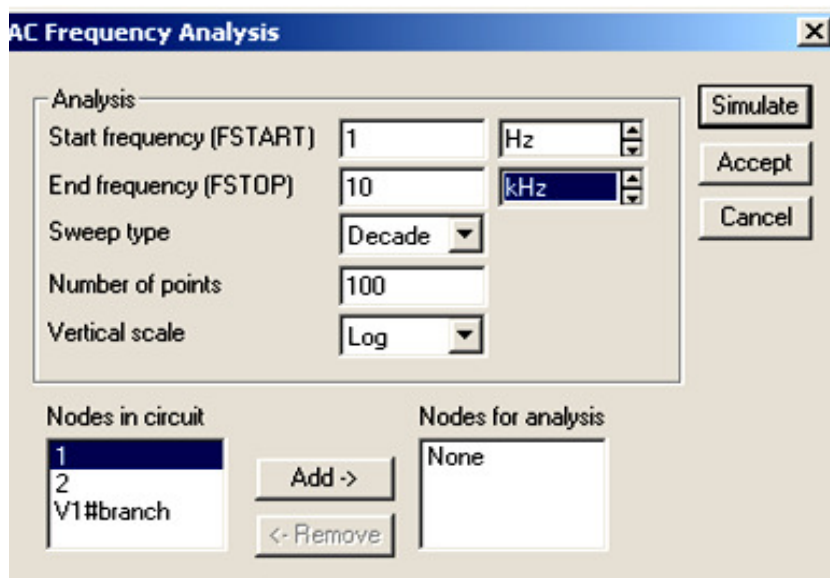 AC Frequency Analysis
Analysis
Start frequency (FSTART) 1 Hz
End frequency (FSTOP) 10 kHz
Sweep type Decade
Number of points 100
Vertical scale Log
Simulate
Accept
Cancel
Nodes in circuit
1
2
V1#branch
Add ->
<- Remove
Nodes for analysis
None